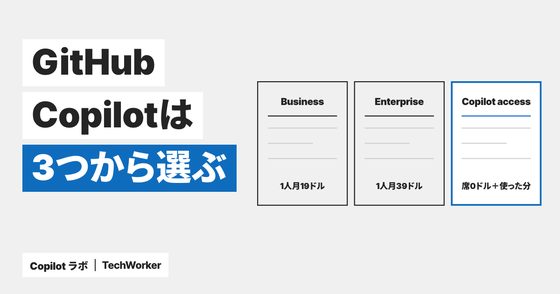 GitHub
Copilotは
3つから選ぶ
Business
1人月19ドル
Enterprise
1人月39ドル
Copilot access
席0ドル+使った分
Copilot ラボ | TechWorker